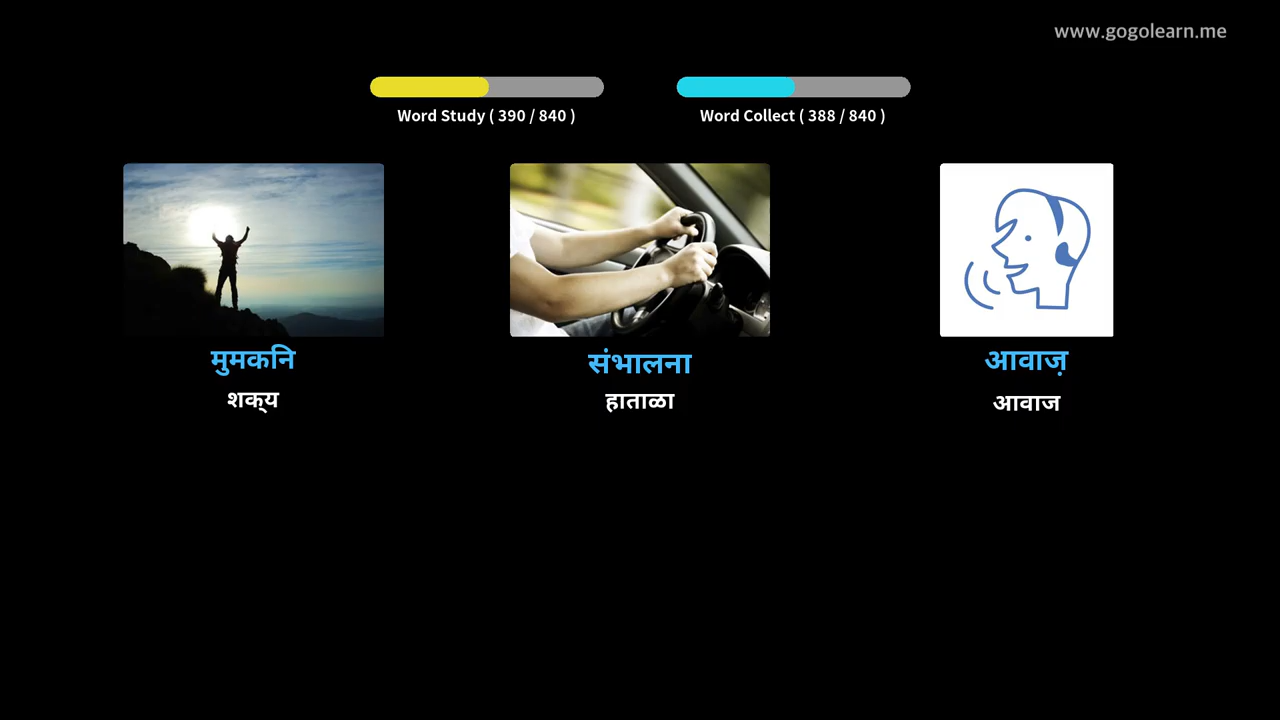 www.gogolearn.me
Word Study ( 390 / 840 )
Word Collect ( 388 / 840 )
मुमकनि
संभालना
आवाज़
शक्‌य
हाताळा
आवाज